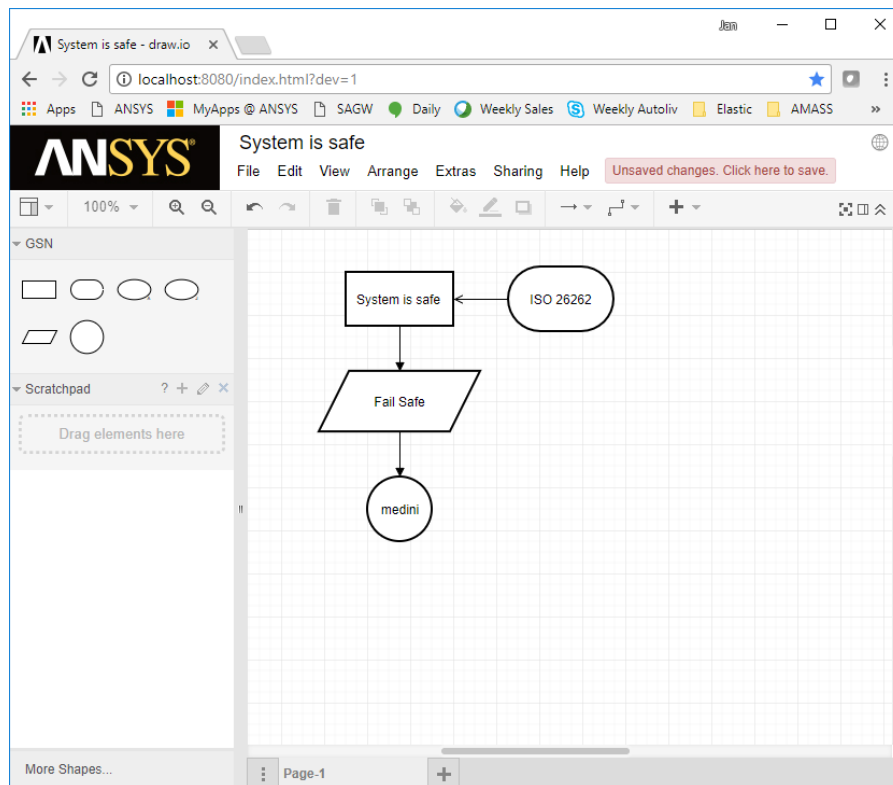 Jan
System is safe - draw.io
localhost:8080/index.html?dev=1
Apps ANSYS MyApps @ ANSYS SAGW Daily Weekly Sales Weekly Autoliv Elastic AMASS »
ANSYS®
System is safe
File Edit View Arrange Extras Sharing Help Unsaved changes. Click here to save.
100%
GSN
Scratchpad ?
Drag elements here
System is safe
ISO 26262
Fail Safe
medini
More Shapes...
Page-1